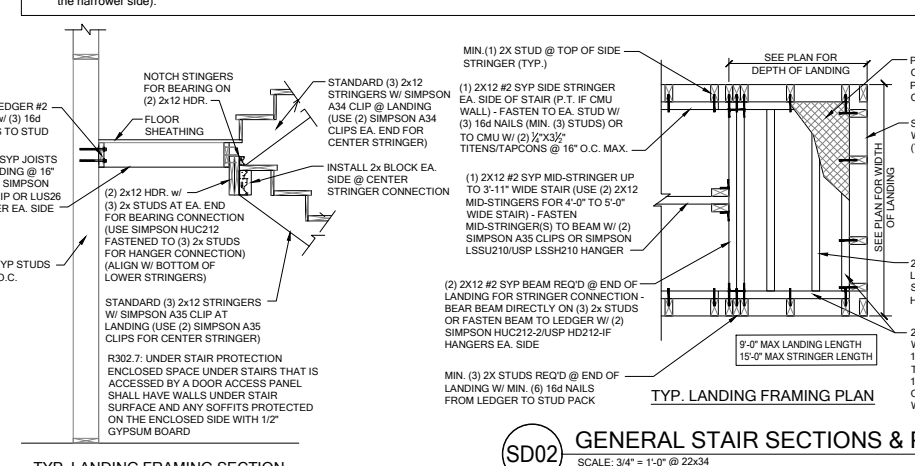 the narrower side).
NOTCH STINGERS
FOR BEARING ON
(2) 2x12 HDR.
STANDARD (3) 2x12
STRINGERS W/ SIMPSON
A34 CLIP @ LANDING
(USE (2) SIMPSON A34
CLIPS EA. END FOR
CENTER STRINGER)
EDGER #2
w/ (3) 16d
S TO STUD
FLOOR
SHEATHING
SYP JOISTS
DING @ 16"
SIMPSON
IP OR LUS26
R EA. SIDE
INSTALL 2x BLOCK EA.
SIDE @ CENTER
STRINGER CONNECTION
(2) 2x12 HDR. w/
(3) 2x STUDS AT EA. END
FOR BEARING CONNECTION
(USE SIMPSON HUC212
FASTENED TO (3) 2x STUDS
FOR HANGER CONNECTION)
(ALIGN W/ BOTTOM OF
LOWER STRINGERS)
YP STUDS
O.C.
STANDARD (3) 2x12 STRINGERS
W/ SIMPSON A35 CLIP AT
LANDING (USE (2) SIMPSON A35
CLIPS FOR CENTER STRINGER)
R302.7: UNDER STAIR PROTECTION
ENCLOSED SPACE UNDER STAIRS THAT IS
ACCESSED BY A DOOR ACCESS PANEL
SHALL HAVE WALLS UNDER STAIR
SURFACE AND ANY SOFFITS PROTECTED
ON THE ENCLOSED SIDE WITH 1/2"
GYPSUM BOARD
TYP. LANDING FRAMING SECTION
MIN.(1) 2X STUD @ TOP OF SIDE
STRINGER (TYP.)
(1) 2X12 #2 SYP SIDE STRINGER
EA. SIDE OF STAIR (P.T. IF CMU
WALL) - FASTEN TO EA. STUD W/
(3) 16d NAILS (MIN. (3) STUDS) OR
TO CMU W/ (2) ½"X3½"
TITENS/TAPCONS @ 16" O.C. MAX.
(1) 2X12 #2 SYP MID-STRINGER UP
TO 3'-11" WIDE STAIR (USE (2) 2X12
MID-STINGERS FOR 4'-0" TO 5'-0"
WIDE STAIR) - FASTEN
MID-STRINGER(S) TO BEAM W/ (2)
SIMPSON A35 CLIPS OR SIMPSON
LSSU210/USP LSSH210 HANGER
(2) 2X12 #2 SYP BEAM REQ'D @ END OF
LANDING FOR STRINGER CONNECTION -
BEAR BEAM DIRECTLY ON (3) 2x STUDS
OR FASTEN BEAM TO LEDGER W/ (2)
SIMPSON HUC212-2/USP HD212-IF
HANGERS EA. SIDE
MIN. (3) 2X STUDS REQ'D @ END OF
LANDING W/ MIN. (6) 16d NAILS
FROM LEDGER TO STUD PACK
SEE PLAN FOR
DEPTH OF LANDING
SEE PLAN FOR WIDTH
OF LANDING
9'-0" MAX LANDING LENGTH
15'-0" MAX STRINGER LENGTH
TYP. LANDING FRAMING PLAN
SD02
GENERAL STAIR SECTIONS &
SCALE: 3/4" = 1'-0" @ 22x34